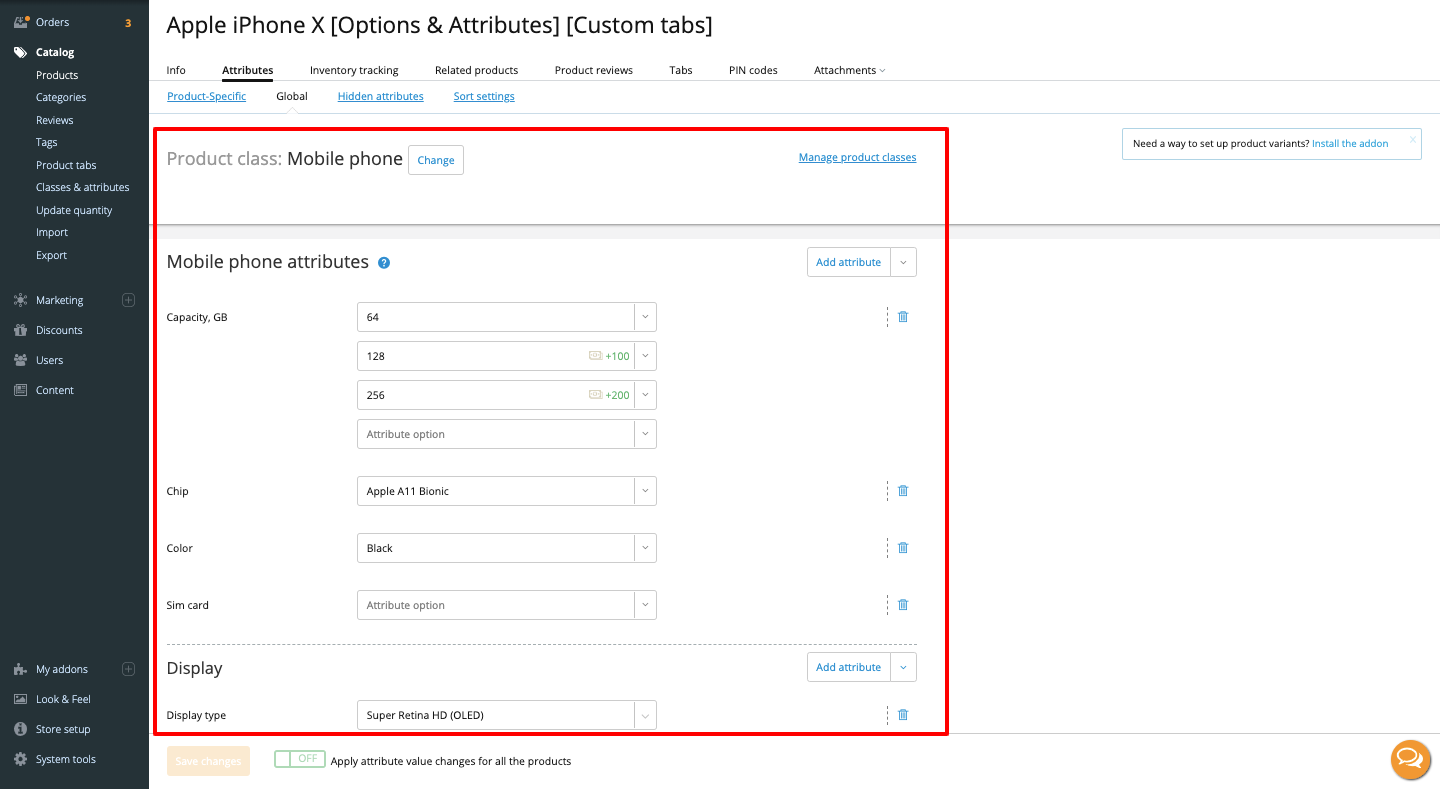 Orders 3
Catalog
Products
Categories
Reviews
Tags
Product tabs
Classes & attributes
Update quantity
Import
Export
Marketing
Discounts
Users
Content
My addons
Look & Feel
Store setup
System tools
Apple iPhone X [Options & Attributes] [Custom tabs]
Info Attributes Inventory tracking Related products Product reviews Tabs PIN codes Attachments
Product-Specific Global Hidden attributes Sort settings
Product class: Mobile phone Change Manage product classes
Need a way to set up product variants? Install the addon
Mobile phone attributes ? Add attribute
Capacity, GB 64
128 +100
256 +200
Attribute option
Chip Apple A11 Bionic
Color Black
Sim card Attribute option
Display Add attribute
Display type Super Retina HD (OLED)
Save changes OFF Apply attribute value changes for all the products